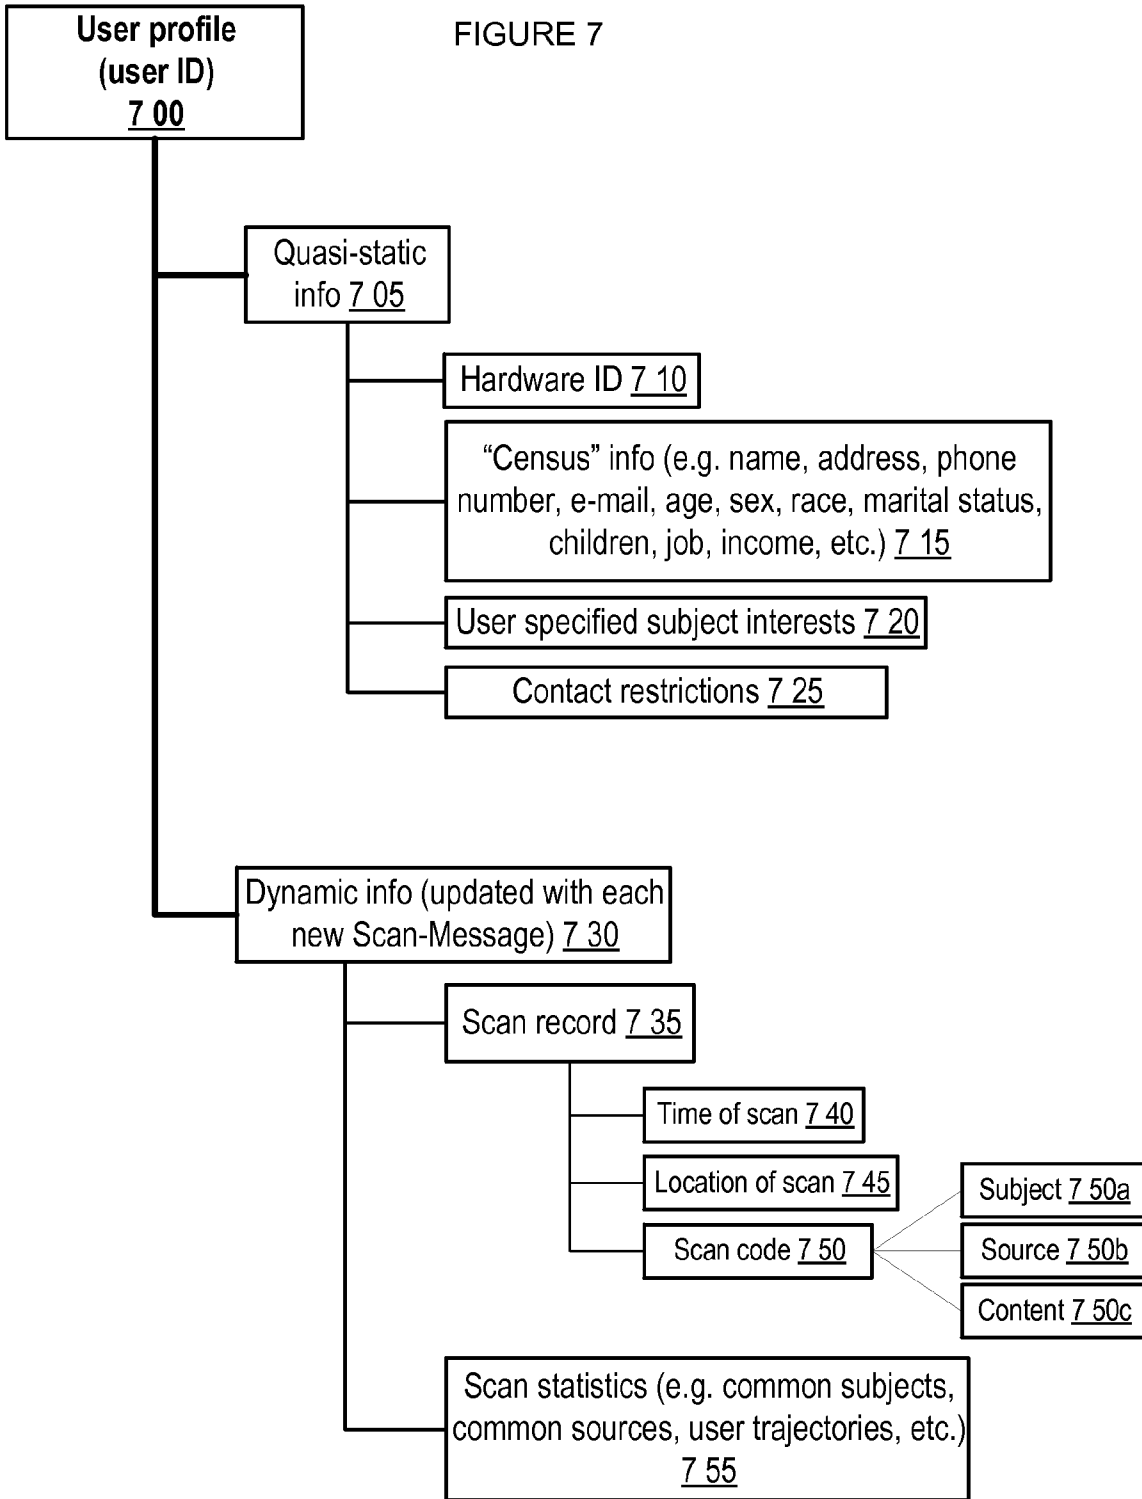 FIGURE 7
User profile
(user ID)
7 00
Quasi-static
info 7 05
Hardware ID 7 10
“Census” info (e.g. name, address, phone
number, e-mail, age, sex, race, marital status,
children, job, income, etc.) 7 15
User specified subject interests 7 20
Contact restrictions 7 25
Dynamic info (updated with each
new Scan-Message) 7 30
Scan record 7 35
Time of scan 7 40
Location of scan 7 45
Scan code 7 50
Subject 7 50a
Source 7 50b
Content 7 50c
Scan statistics (e.g. common subjects,
common sources, user trajectories, etc.)
7 55